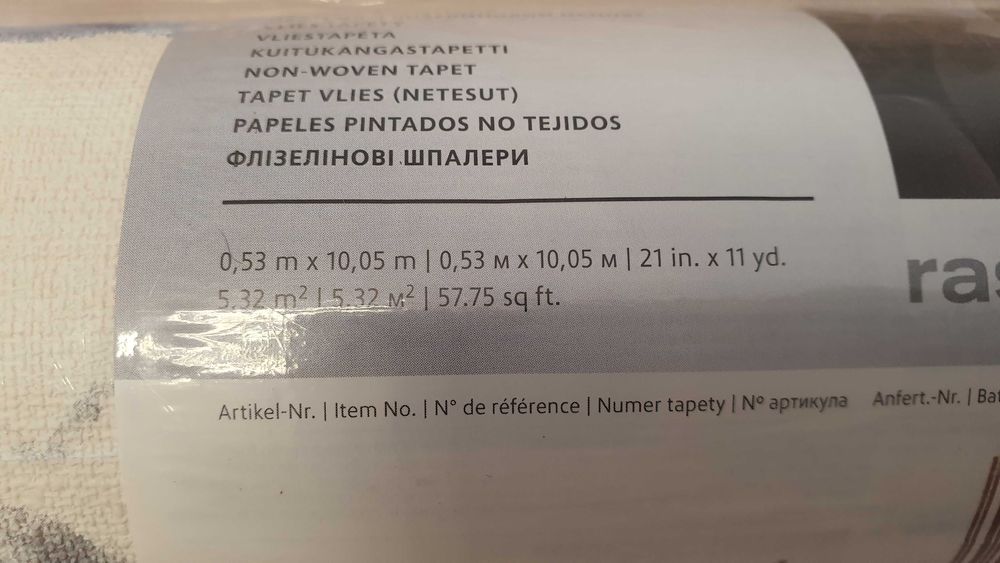 VLIESTAPETA
KUITUKANGASTAPETTI
NON-WOVEN TAPET
TAPET VLIES (NETESUT)
PAPELES PINTADOS NO TEJIDOS
ФЛІЗЕЛІНОВІ ШПАЛЕРИ
0,53 m x 10,05 m | 0,53 м x 10,05 м | 21 in. x 11 yd.
5.32 m² | 5.32 м² | 57.75 sq ft.
ras
Artikel-Nr. | Item No. | N° de référence | Numer tapety | Nº артикула Anfert.-Nr. | Bat